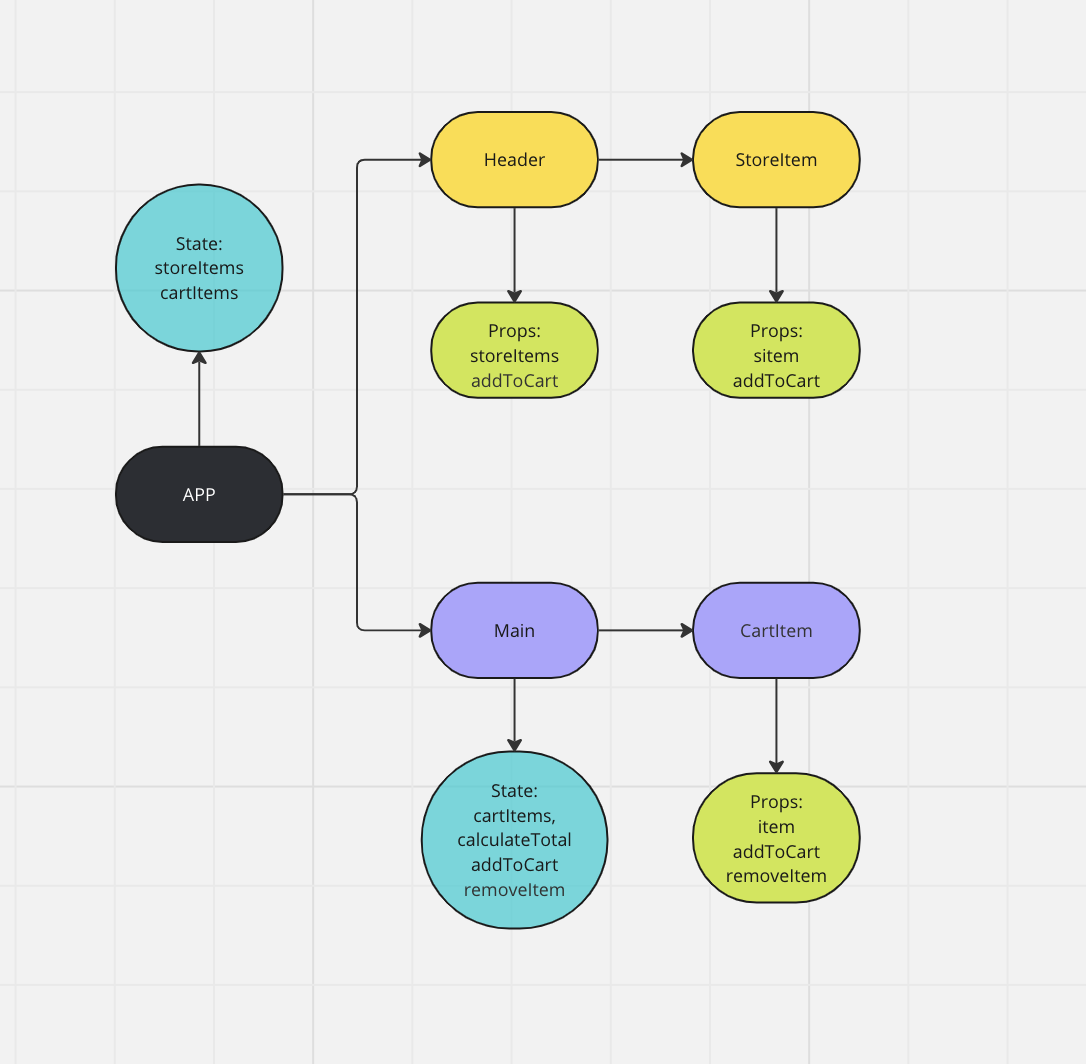 Header
StoreItem
State:
storeItems
cartItems
Props:
storeItems
addToCart
Props:
sitem
addToCart
APP
Main
CartItem
State:
cartItems,
calculateTotal
addToCart
removeItem
Props:
item
addToCart
removeItem